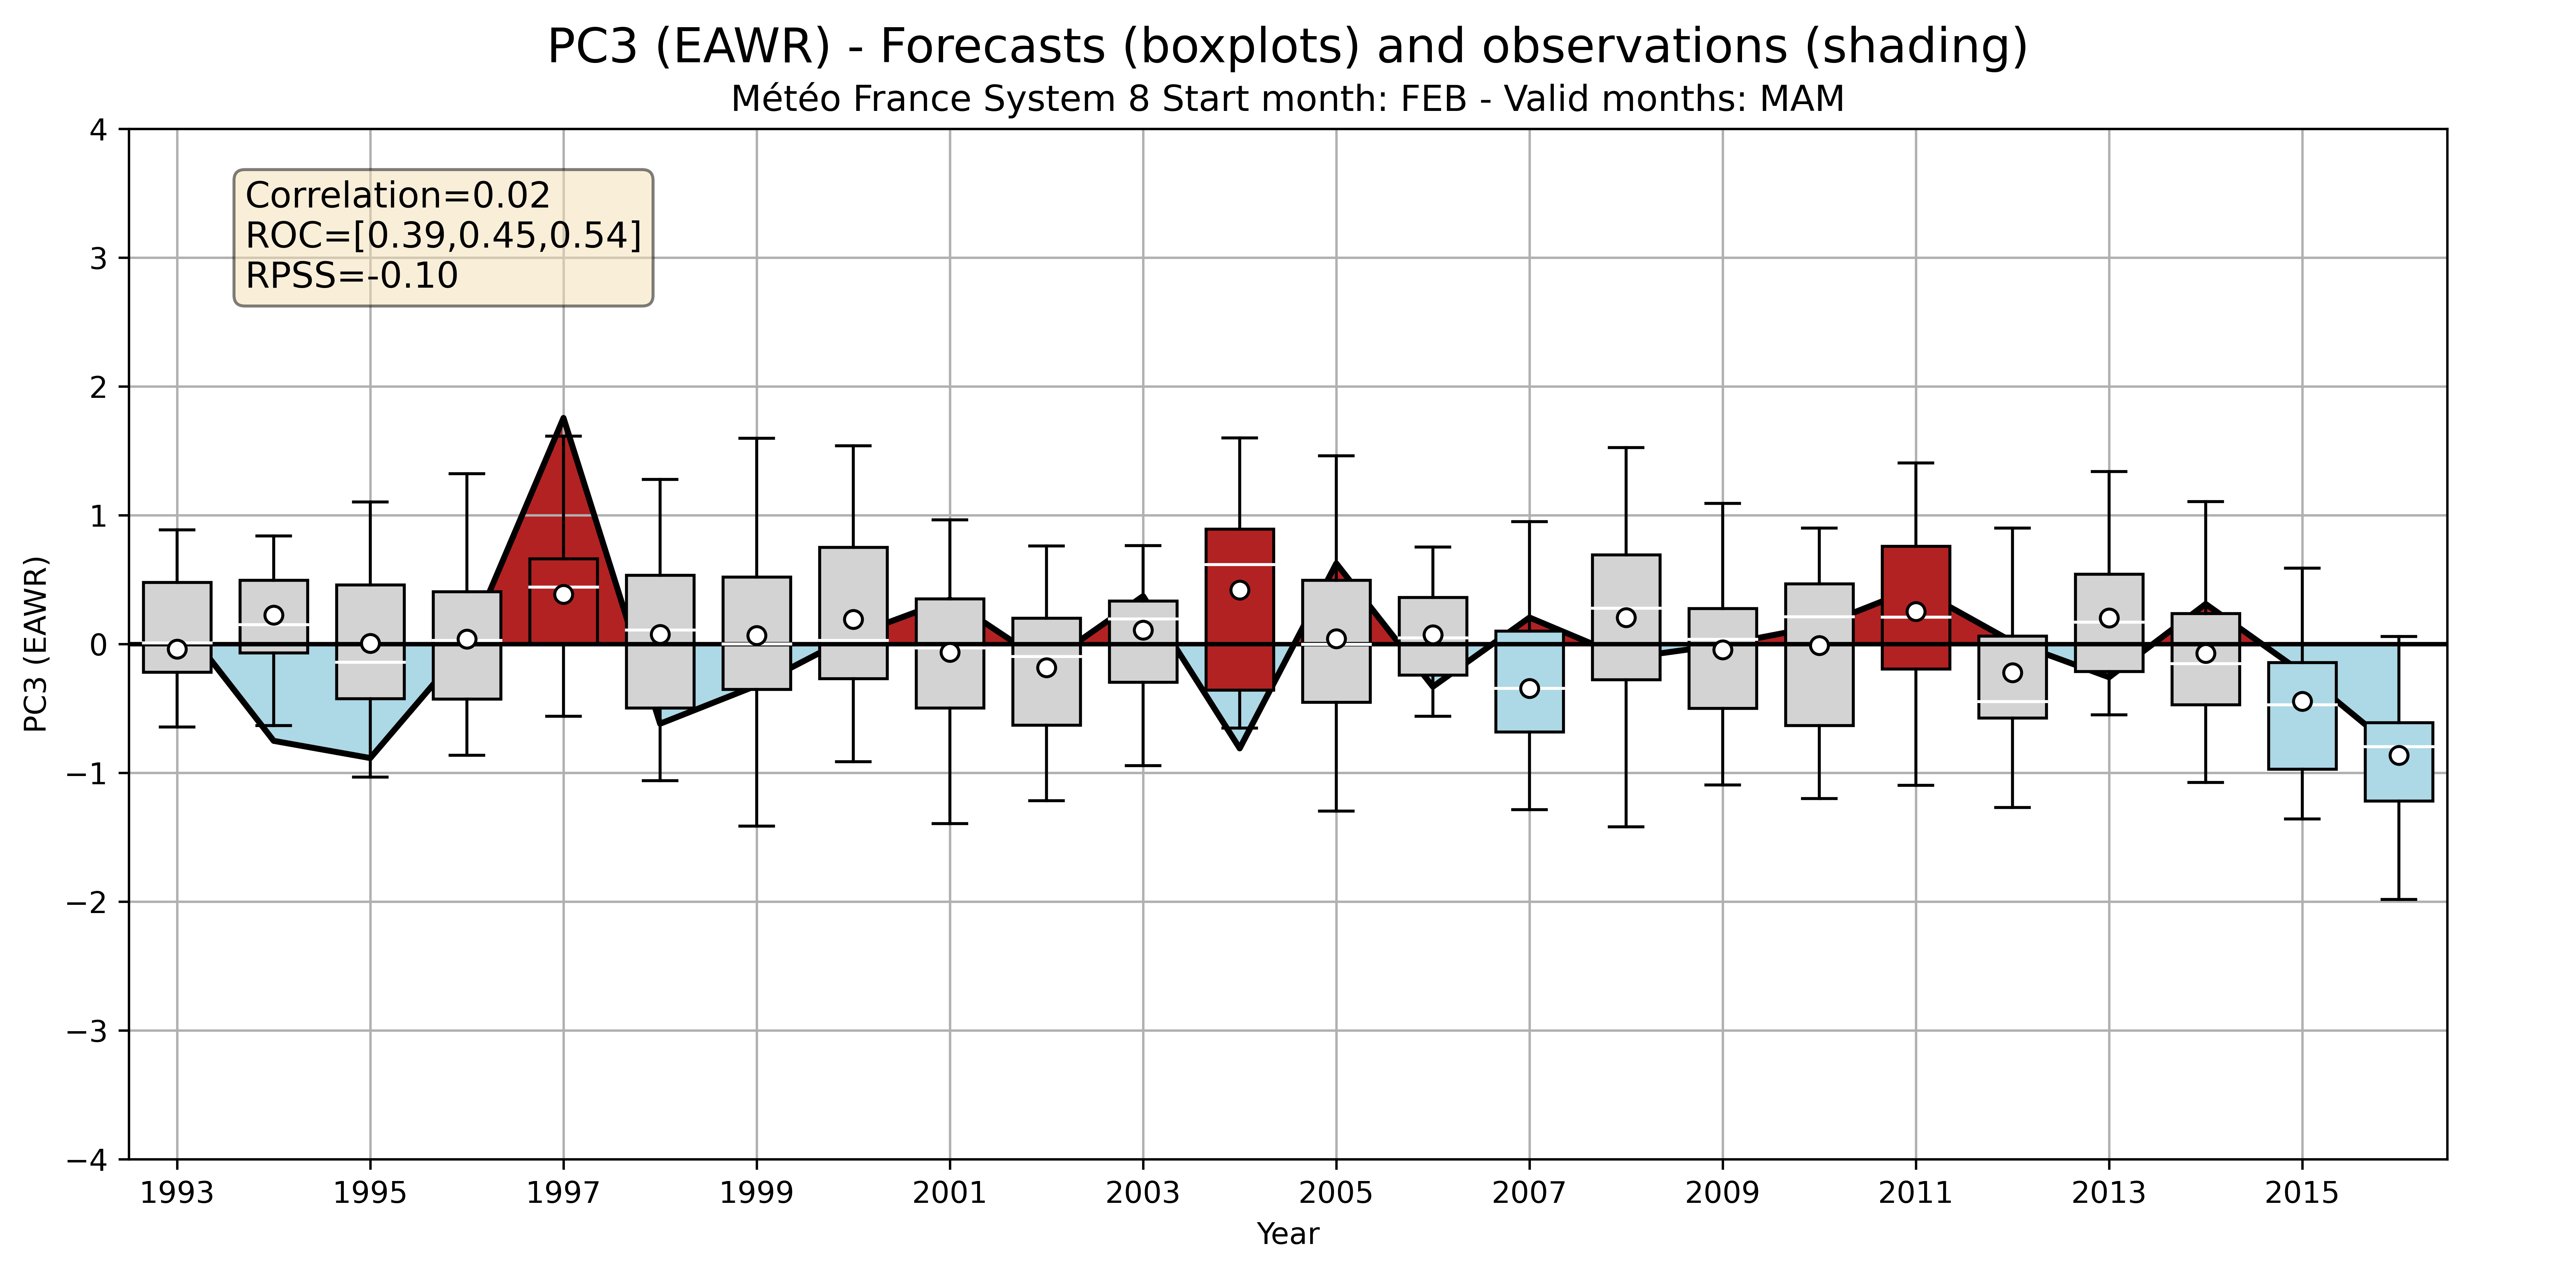 PC3 (EAWR) - Forecasts (boxplots) and observations (shading)
Météo France System 8 Start month: FEB - Valid months: MAM
Correlation=0.02
ROC=[0.39,0.45,0.54]
RPSS=-0.10
PC3 (EAWR)
4
3
2
1
0
−1
−2
−3
−4
1993 1995 1997 1999 2001 2003 2005 2007 2009 2011 2013 2015
Year